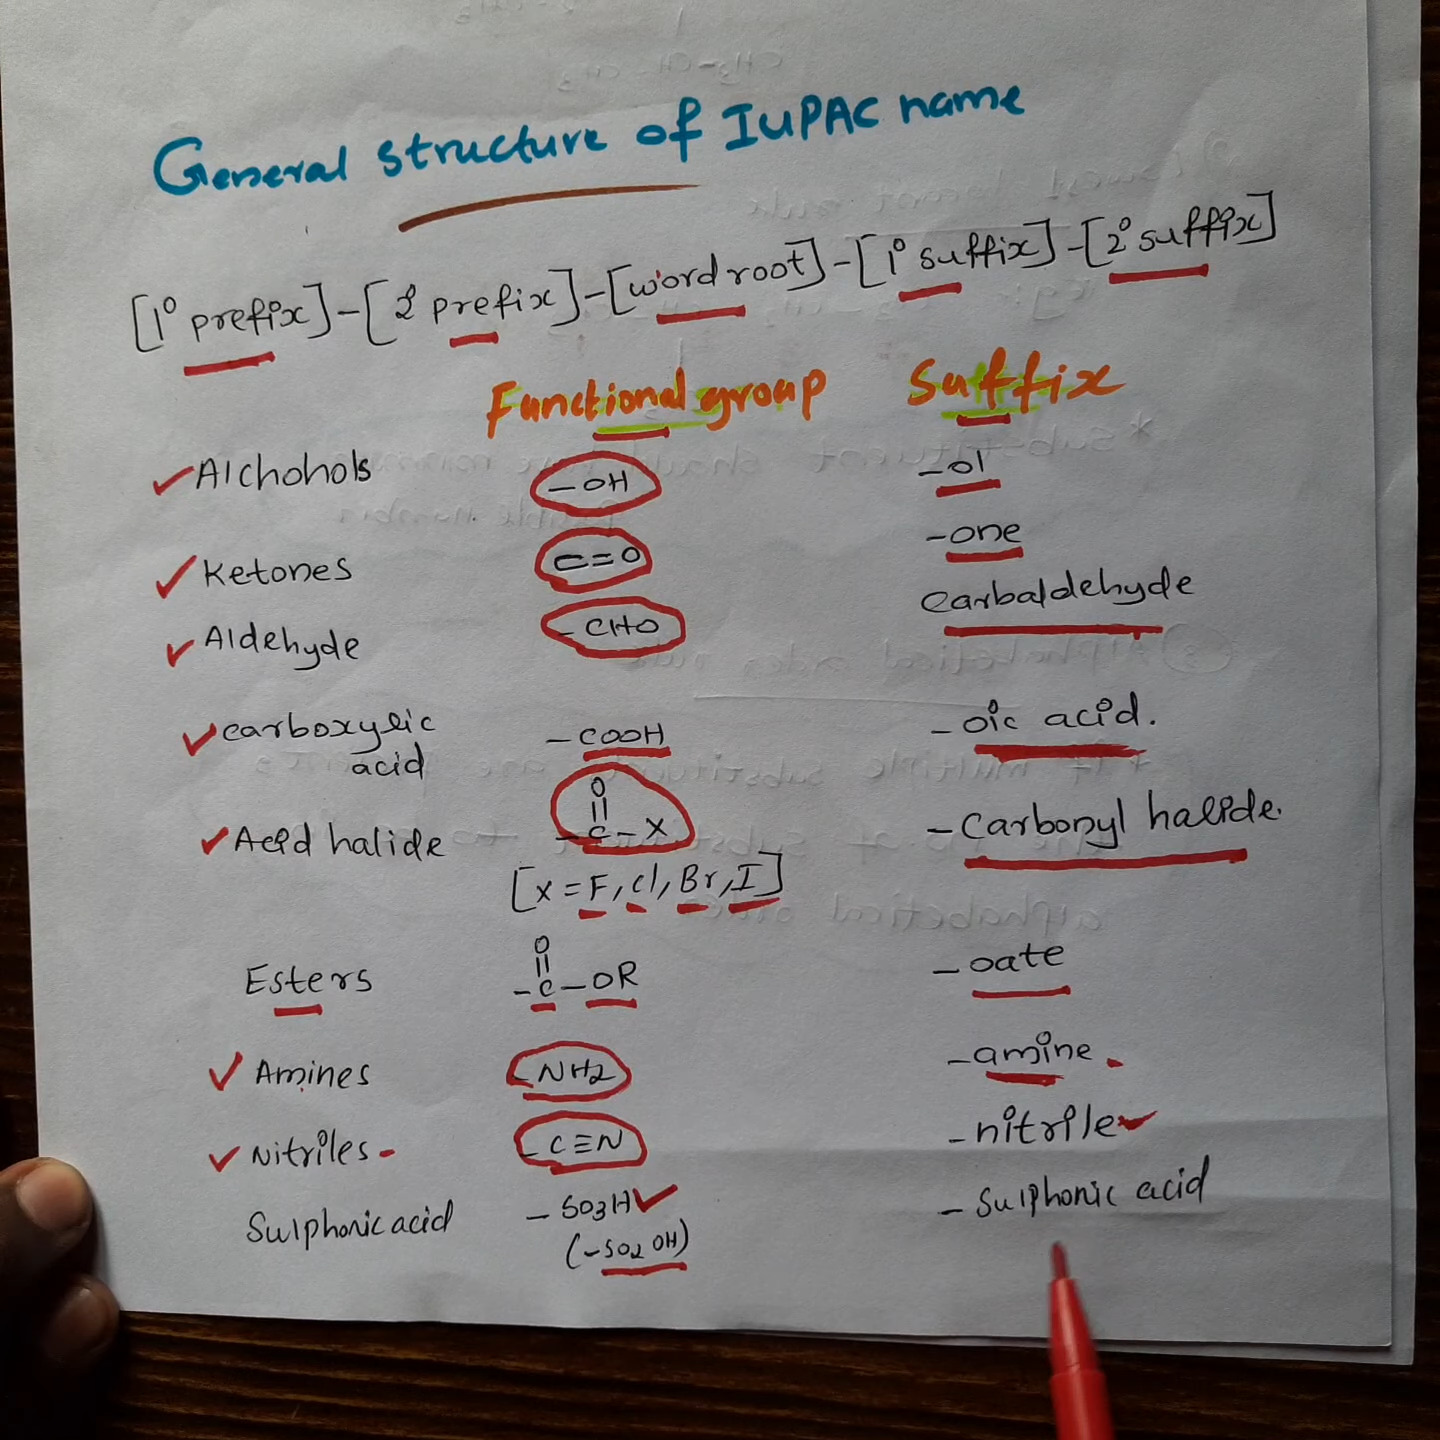 General structure of IUPAC name
[1° prefix]-[2° prefix]-[word root]-[1° suffix]-[2° suffix]
Functional group Suffix
Alchohols -OH -ol
Ketones C=O -one
Aldehyde -CHO carbaldehyde
carboxylic acid -COOH -oic acid.
Acid halide O
||
-C-X -Carbonyl halide.
[X=F, Cl, Br, I]
O
||
Esters -C-OR -oate
Amines -NH2 -amine.
Nitriles -C≡N -nitrile
Sulphonic acid -SO3H -Sulphonic acid
(-SO2OH)